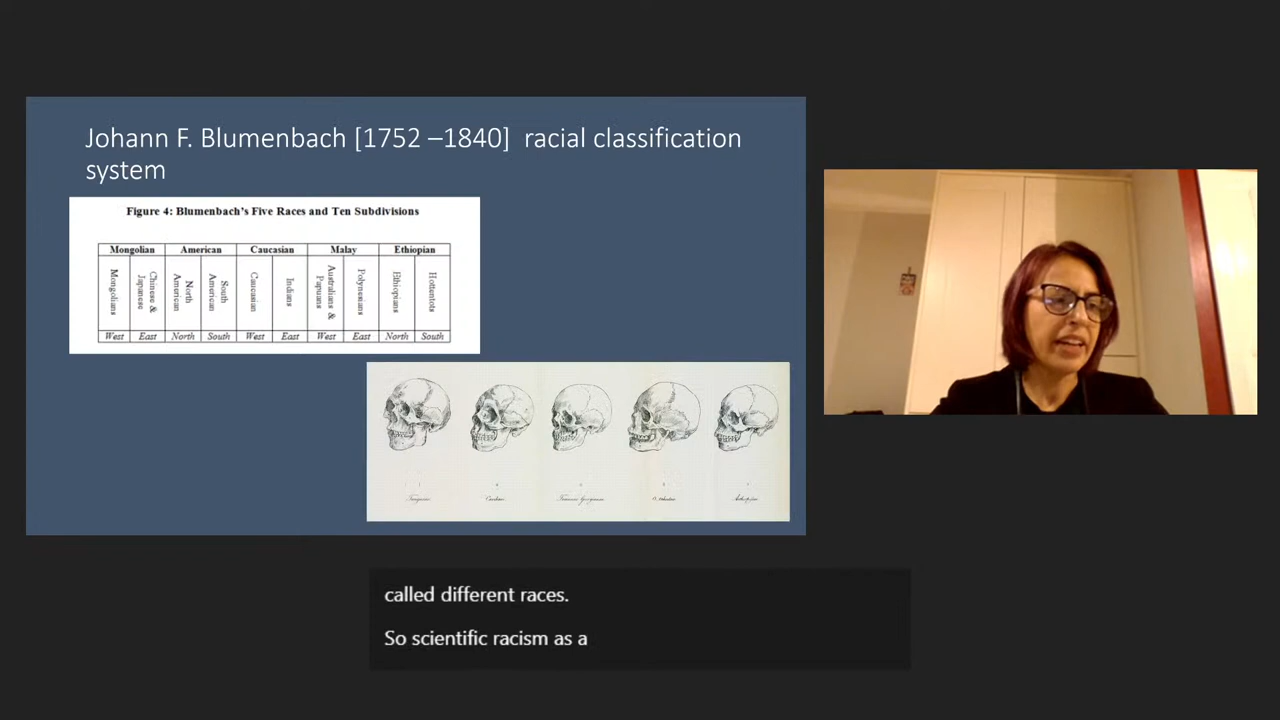 Johann F. Blumenbach [1752 –1840]  racial classification
system
Figure 4: Blumenbach's Five Races and Ten Subdivisions
Mongolian American Caucasian Malay Ethiopian
Mongolians
Chinese &
Japanese
North
American
South
American
Caucasian
Indians
Australians &
Papuans
Polynesians
Ethiopians
Hottentots
West East North South West East West East North South
called different races.
So scientific racism as a